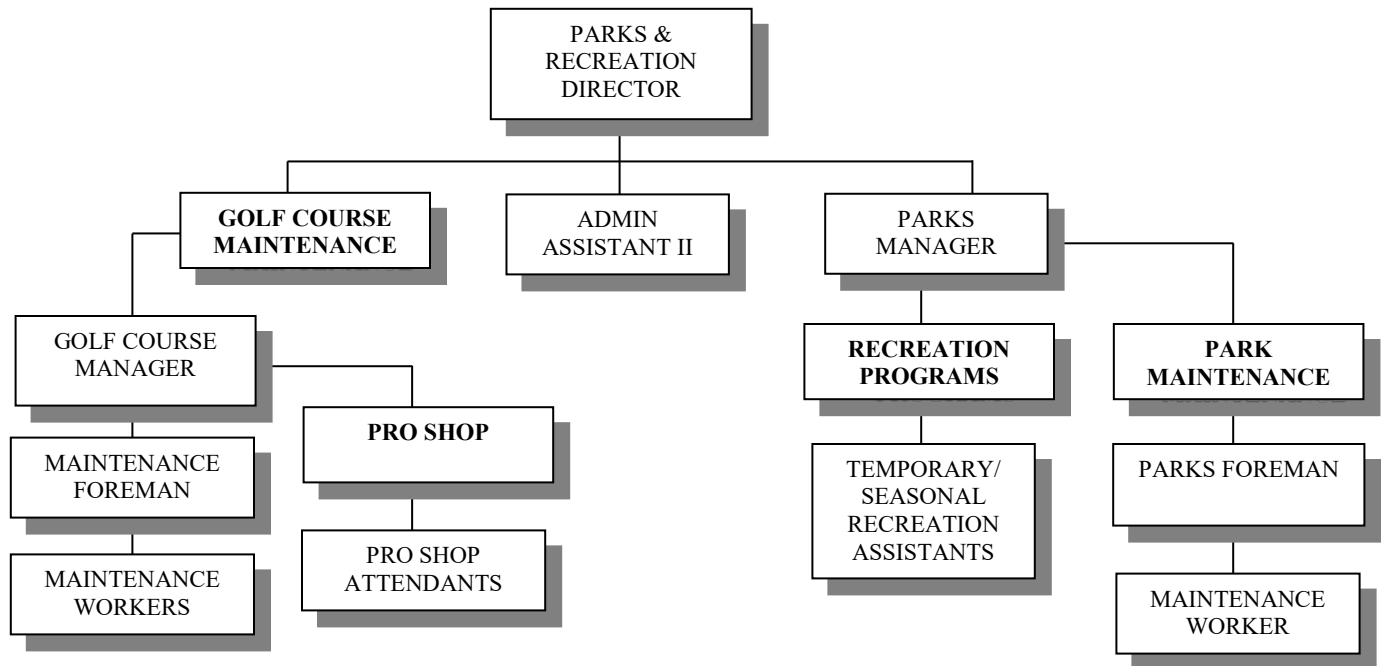 PARKS &
RECREATION
DIRECTOR
GOLF COURSE
MAINTENANCE
ADMIN
ASSISTANT II
PARKS
MANAGER
GOLF COURSE
MANAGER
RECREATION
PROGRAMS
PARK
MAINTENANCE
PRO SHOP
MAINTENANCE
FOREMAN
TEMPORARY/
SEASONAL
RECREATION
ASSISTANTS
PARKS FOREMAN
PRO SHOP
ATTENDANTS
MAINTENANCE
WORKERS
MAINTENANCE
WORKER